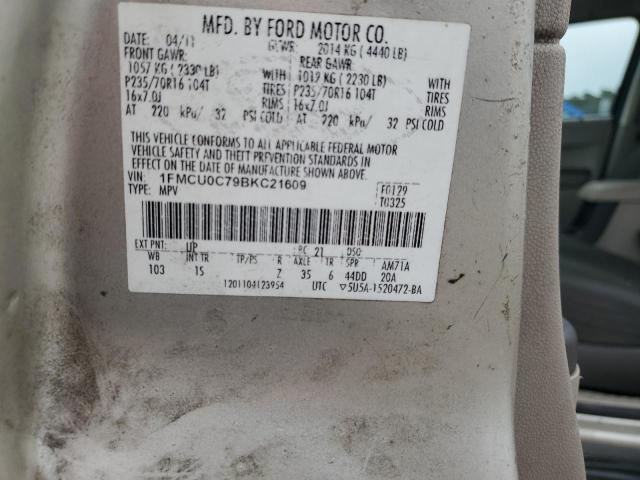 MFD. BY FORD MOTOR CO.
DATE: 04/11 GVWR: 2014 KG ( 4440 LB)
FRONT GAWR: REAR GAWR:
1057 KG ( 2330 LB) WITH 1012 KG ( 2230 LB) WITH
P235/70R16 104T TIRES P235/70R16 104T TIRES
16x7.0J RIMS 16x7.0J RIMS
AT 220 kPa/ 32 PSI COLD AT 220 kPa/ 32 PSI COLD
THIS VEHICLE CONFORMS TO ALL APPLICABLE FEDERAL MOTOR
VEHICLE SAFETY AND THEFT PREVENTION STANDARDS IN
EFFECT ON THE DATE OF MANUFACTURE SHOWN ABOVE.
VIN: 1FMCU0C79BKC21609 F0129
TYPE: MPV T0325
EXT PNT: UP RC: 21 DSO:
WB INT TR TP/PS R AXLE TR SPR AM71A
103 15 Z 35 6 44DD 20A
1201104123954 UTC ▽5U5A-1520472-BA